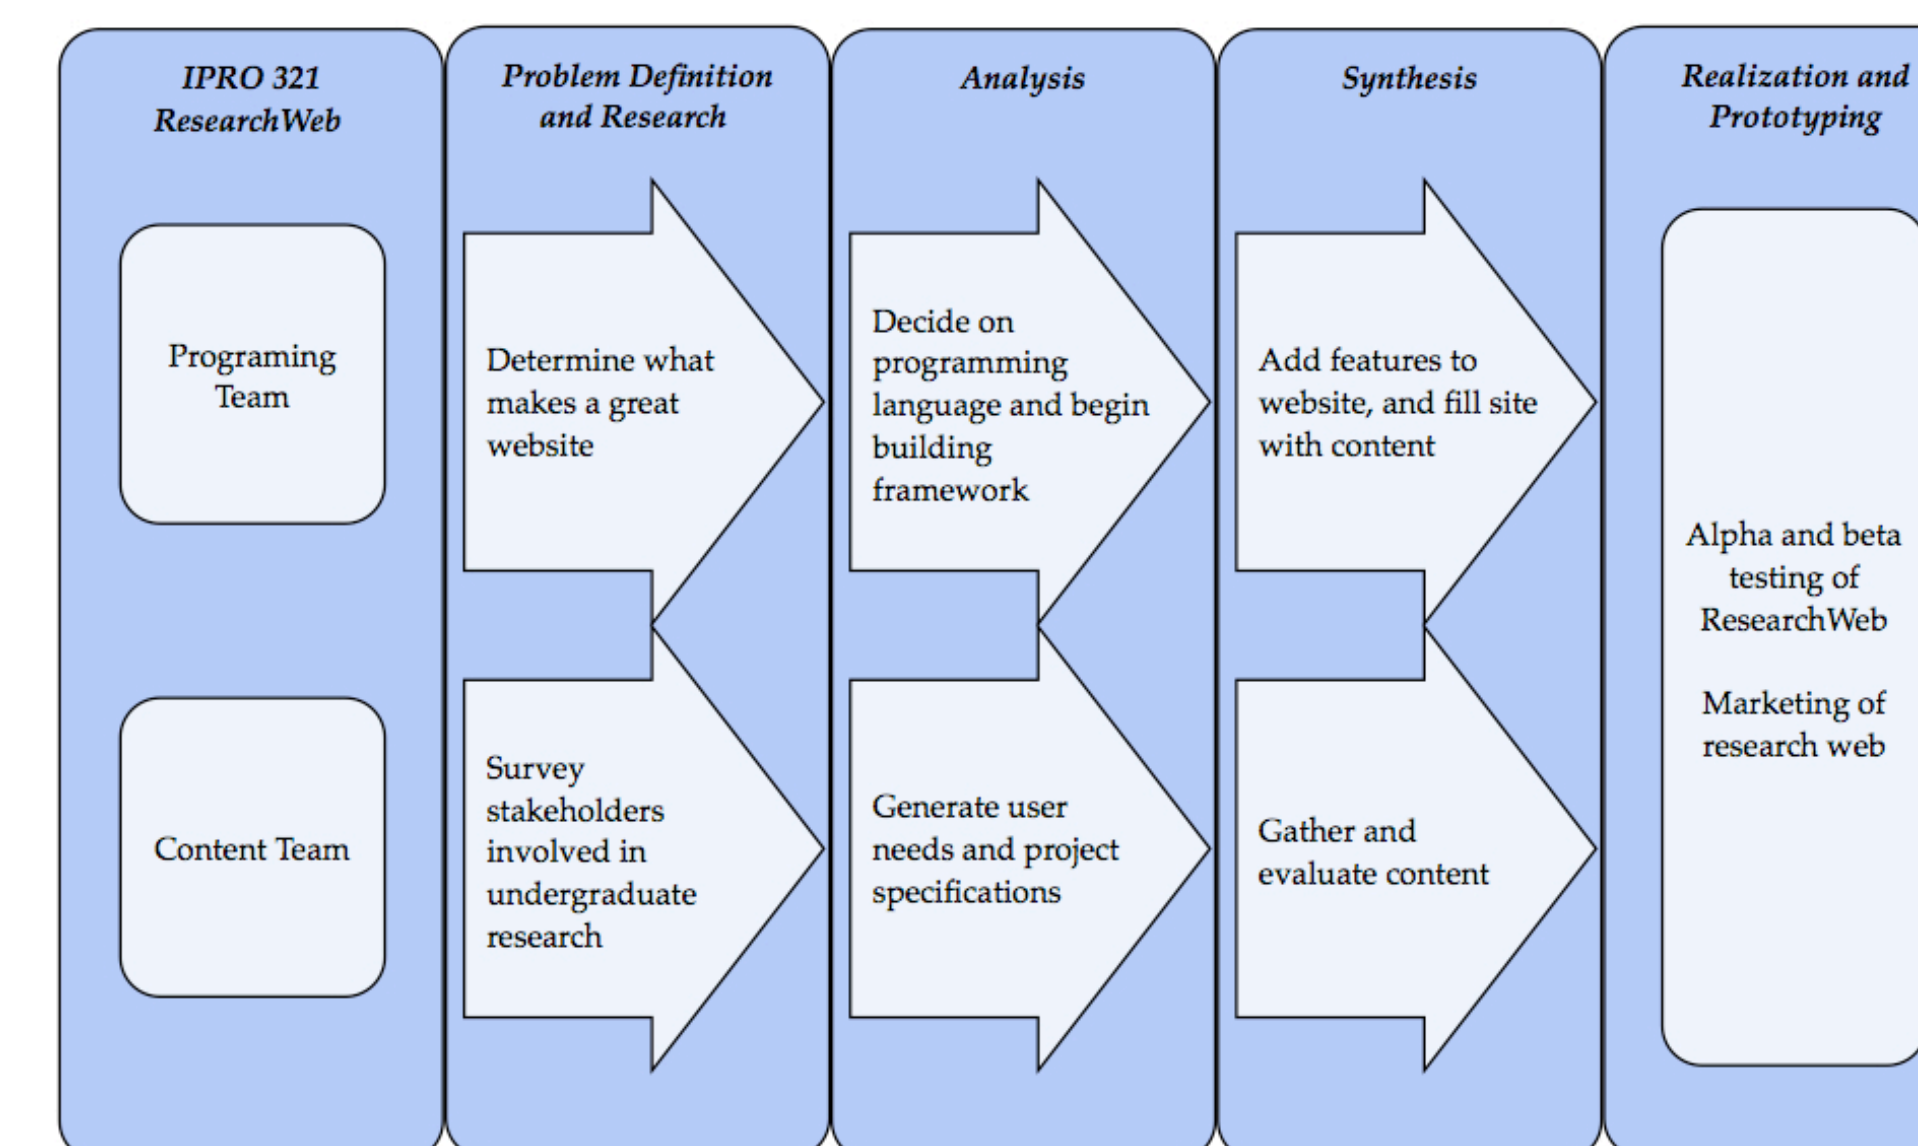 IPRO 321
ResearchWeb
Problem Definition
and Research
Analysis
Synthesis
Realization and
Prototyping
Programing
Team
Determine what
makes a great
website
Decide on
programming
language and begin
building
framework
Add features to
website, and fill site
with content
Alpha and beta
testing of
ResearchWeb
Marketing of
research web
Content Team
Survey
stakeholders
involved in
undergraduate
research
Generate user
needs and project
specifications
Gather and
evaluate content